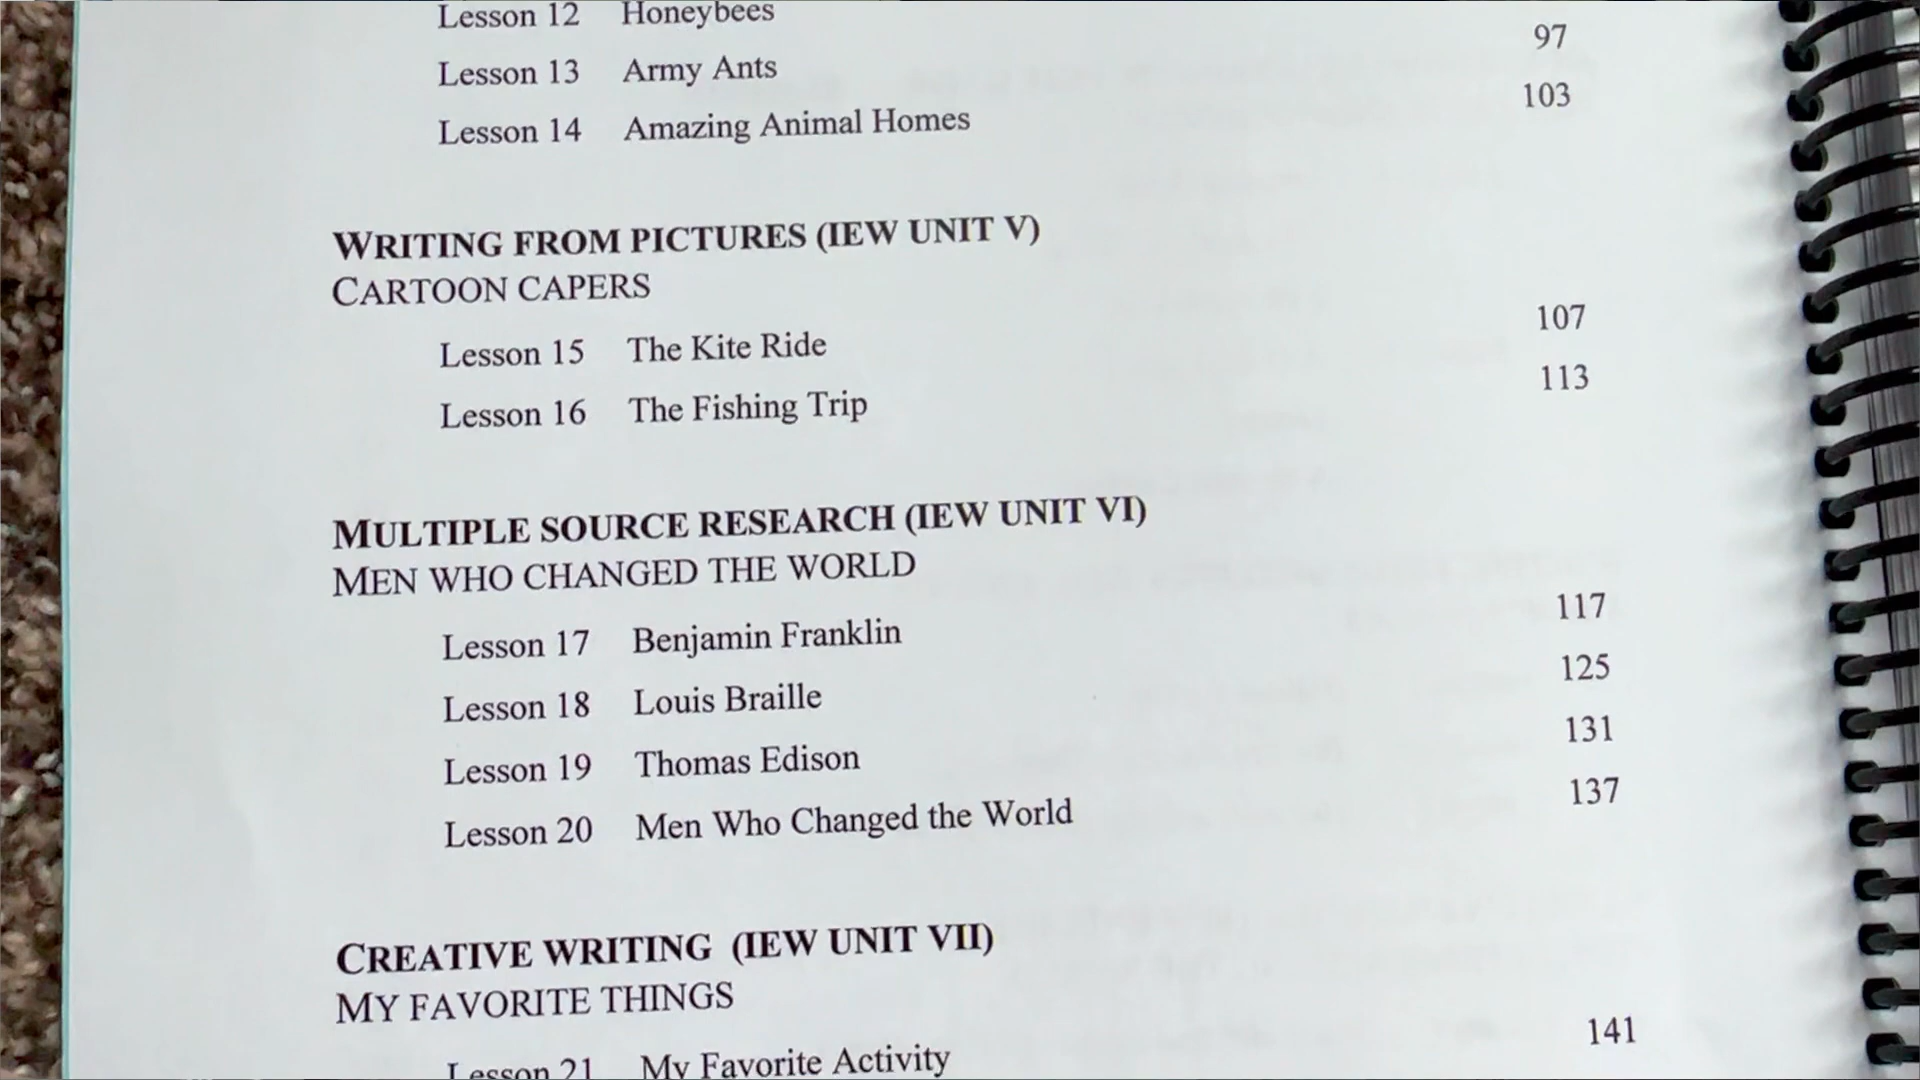 Lesson 12 Honeybees
Lesson 13 Army Ants 97
Lesson 14 Amazing Animal Homes 103
WRITING FROM PICTURES (IEW UNIT V)
CARTOON CAPERS
Lesson 15 The Kite Ride 107
Lesson 16 The Fishing Trip 113
MULTIPLE SOURCE RESEARCH (IEW UNIT VI)
MEN WHO CHANGED THE WORLD
Lesson 17 Benjamin Franklin 117
Lesson 18 Louis Braille 125
Lesson 19 Thomas Edison 131
Lesson 20 Men Who Changed the World 137
CREATIVE WRITING (IEW UNIT VII)
MY FAVORITE THINGS
Lesson 21 My Favorite Activity 141